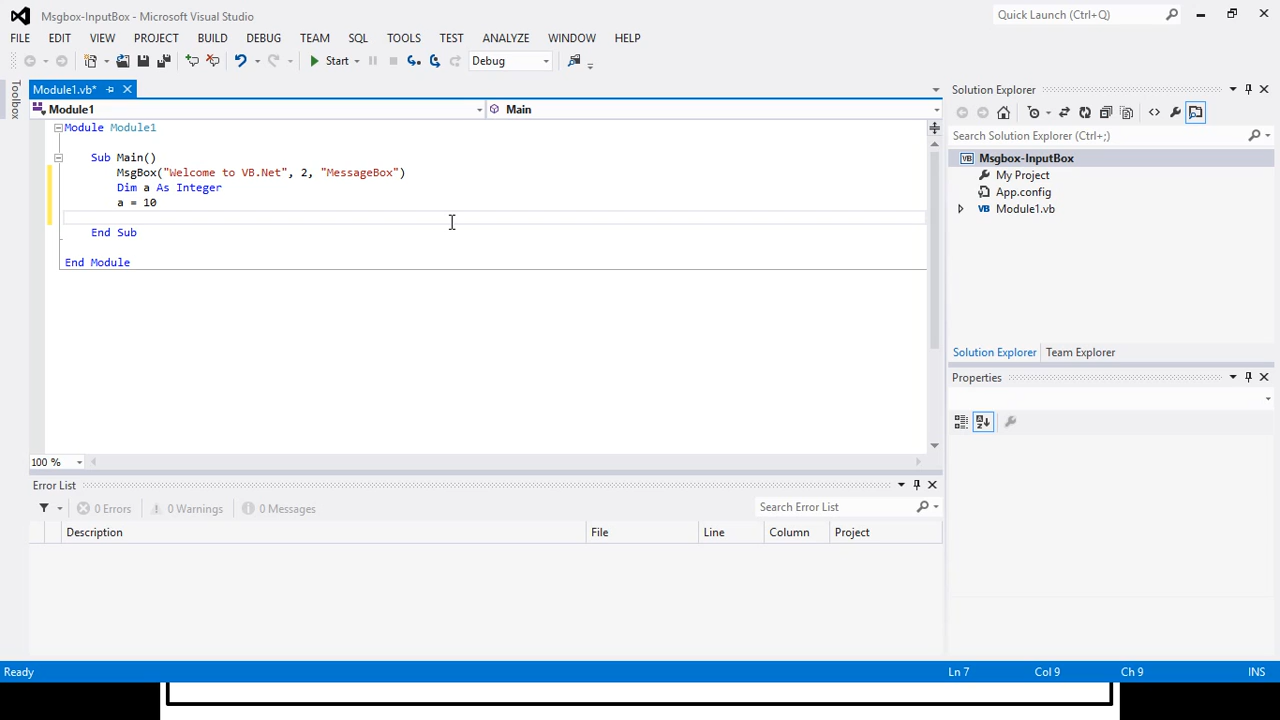 Msgbox-InputBox - Microsoft Visual Studio
Quick Launch (Ctrl+Q)
FILE EDIT VIEW PROJECT BUILD DEBUG TEAM SQL TOOLS TEST ANALYZE WINDOW HELP
Start Debug
Toolbox
Module1.vb*
Module1 Main
Module Module1
Sub Main()
MsgBox("Welcome to VB.Net", 2, "MessageBox")
Dim a As Integer
a = 10
End Sub
End Module
100 %
Solution Explorer
Search Solution Explorer (Ctrl+;)
Msgbox-InputBox
My Project
App.config
Module1.vb
Solution Explorer Team Explorer
Properties
Error List
0 Errors 0 Warnings 0 Messages
Search Error List
Description File Line Column Project
Ready Ln 7 Col 9 Ch 9 INS